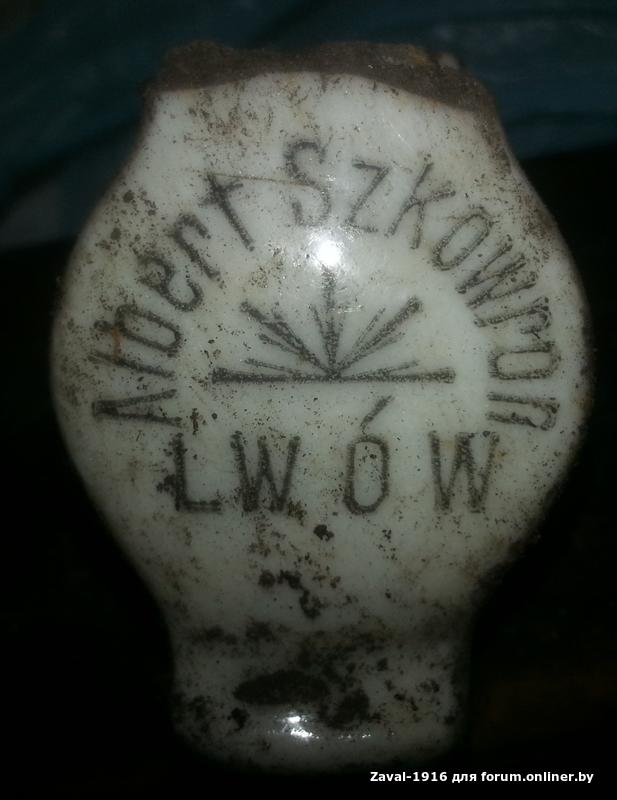 Albert Szkowron
LWÓW
Zaval-1916 для forum.onliner.by